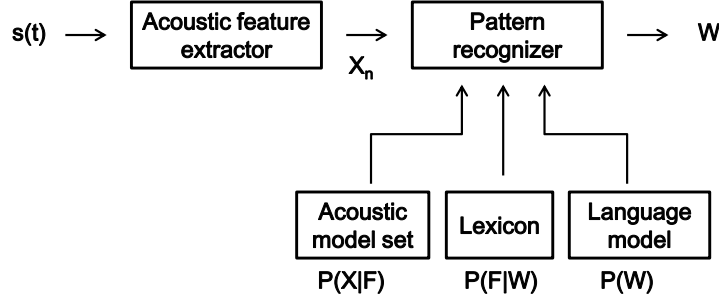 s(t)
Acoustic feature
extractor
Xn
Pattern
recognizer
W
Acoustic
model set
Lexicon
Language
model
P(X|F)
P(F|W)
P(W)